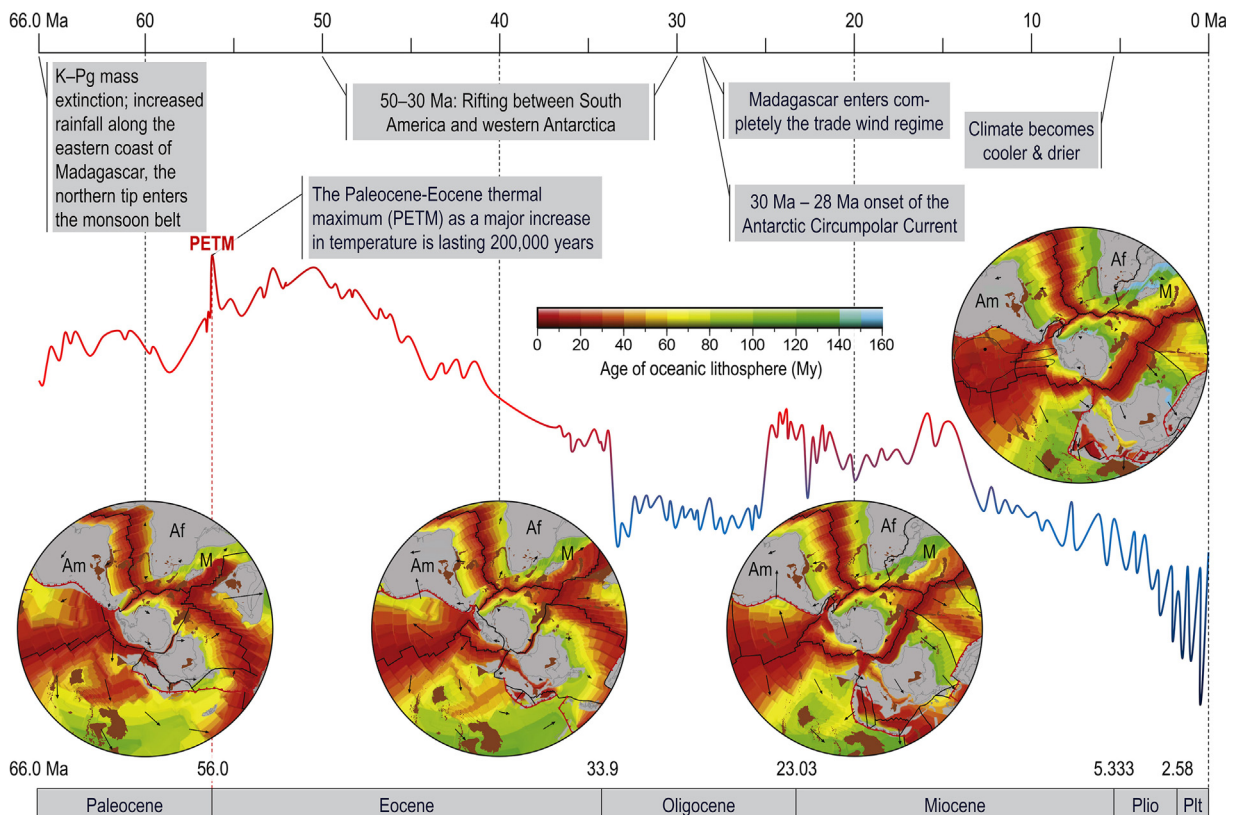 66.0 Ma 60 50 40 30 20 10 0 Ma
K–Pg mass
extinction; increased
rainfall along the
eastern coast of
Madagascar, the
northern tip enters
the monsoon belt
50–30 Ma: Rifting between South
America and western Antarctica
Madagascar enters com-
pletely the trade wind regime
Climate becomes
cooler & drier
The Paleocene-Eocene thermal
maximum (PETM) as a major increase
in temperature is lasting 200,000 years
30 Ma – 28 Ma onset of the
Antarctic Circumpolar Current
PETM
0 20 40 60 80 100 120 140 160
Age of oceanic lithosphere (My)
Af
Am
M
Af
Am
M
Af
Am
M
Af
Am
M
66.0 Ma 56.0 33.9 23.03 5.333 2.58
Paleocene Eocene Oligocene Miocene Plio Plt